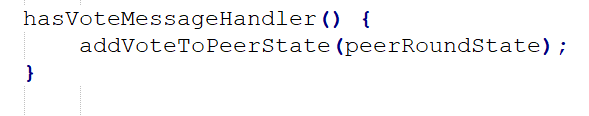 hasVoteMessageHandler() {
    addVoteToPeerState(peerRoundState);
}